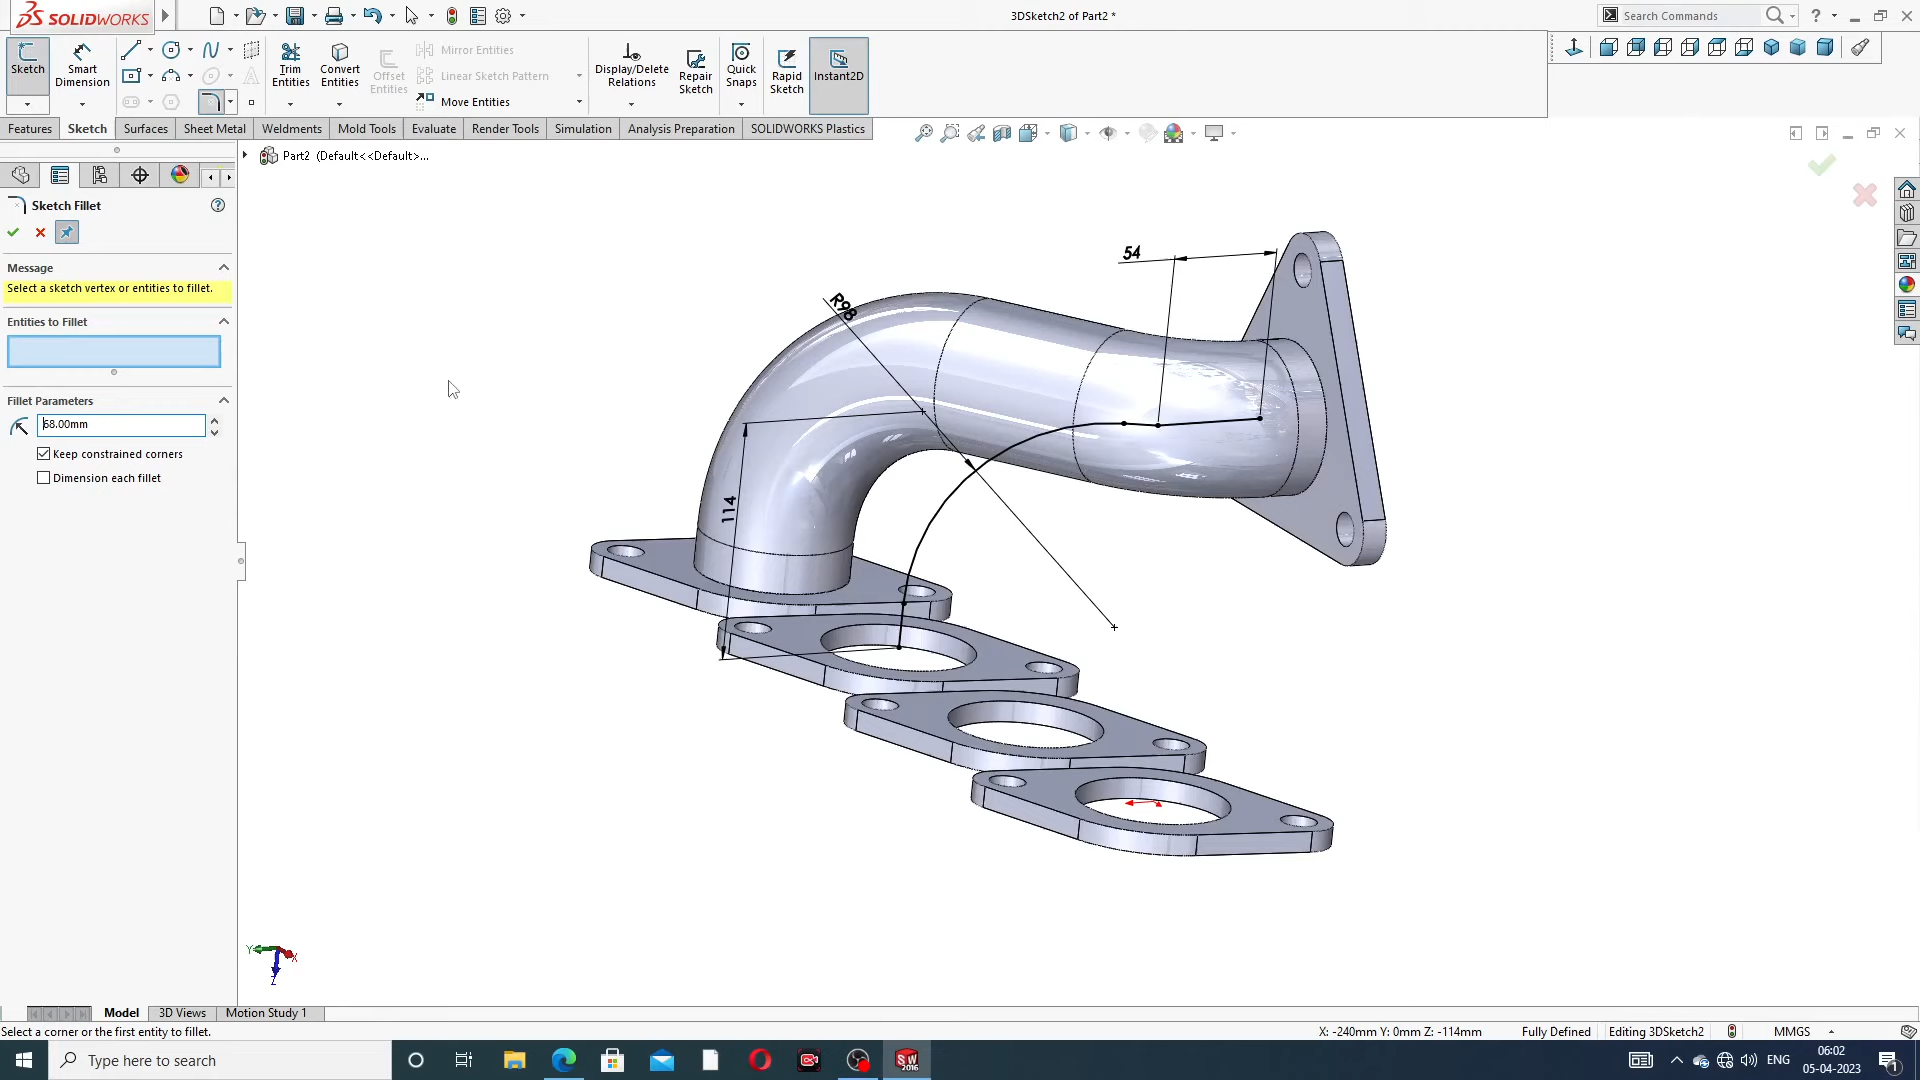 SOLIDWORKS
3DSketch2 of Part2 *
Search Commands
Sketch
Smart Dimension
Trim Entities
Convert Entities
Offset Entities
Mirror Entities
Linear Sketch Pattern
Move Entities
Display/Delete Relations
Repair Sketch
Quick Snaps
Rapid Sketch
Instant2D
Features
Sketch
Surfaces
Sheet Metal
Weldments
Mold Tools
Evaluate
Render Tools
Simulation
Analysis Preparation
SOLIDWORKS Plastics
Part2 (Default<<Default>...
Sketch Fillet
Message
Select a sketch vertex or entities to fillet.
Entities to Fillet
Fillet Parameters
68.00mm
Keep constrained corners
Dimension each fillet
54
R98
114
Y
X
Z
Model
3D Views
Motion Study 1
Select a corner or the first entity to fillet.
X: -240mm Y: 0mm Z: -114mm
Fully Defined
Editing 3DSketch2
MMGS
Type here to search
SW
2016
ENG
06:02
05-04-2023
1